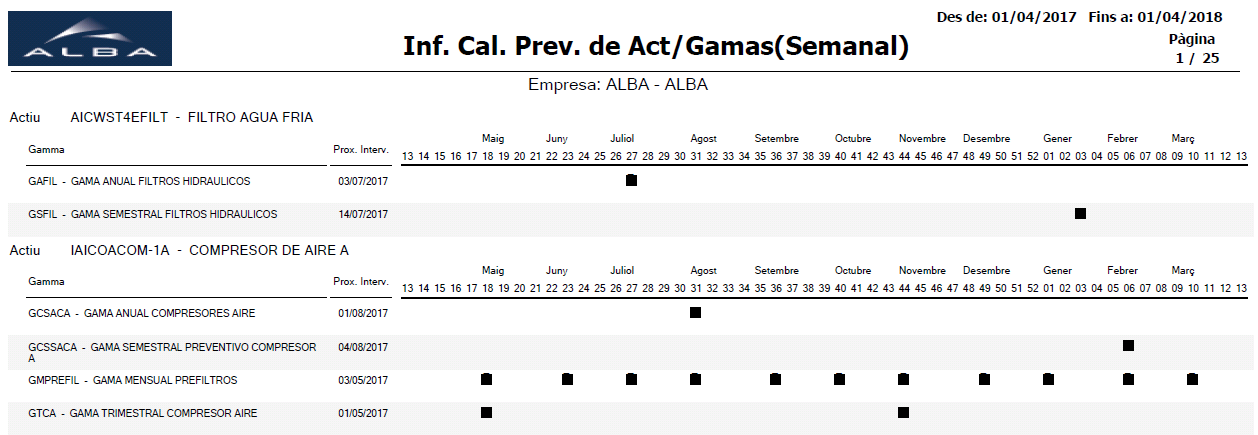 ALBA
Des de: 01/04/2017 Fins a: 01/04/2018
Inf. Cal. Prev. de Act/Gamas(Semanal)
Pàgina
1 / 25
Empresa: ALBA - ALBA
Actiu AICWST4EFILT - FILTRO AGUA FRIA
Maig Juny Juliol Agost Setembre Octubre Novembre Desembre Gener Febrer Març
Gamma Prox. Interv.
13 14 15 16 17 18 19 20 21 22 23 24 25 26 27 28 29 30 31 32 33 34 35 36 37 38 39 40 41 42 43 44 45 46 47 48 49 50 51 52 01 02 03 04 05 06 07 08 09 10 11 12 13
GAFIL - GAMA ANUAL FILTROS HIDRAULICOS 03/07/2017
GSFIL - GAMA SEMESTRAL FILTROS HIDRAULICOS 14/07/2017
Actiu IAICOACOM-1A - COMPRESOR DE AIRE A
Maig Juny Juliol Agost Setembre Octubre Novembre Desembre Gener Febrer Març
Gamma Prox. Interv.
13 14 15 16 17 18 19 20 21 22 23 24 25 26 27 28 29 30 31 32 33 34 35 36 37 38 39 40 41 42 43 44 45 46 47 48 49 50 51 52 01 02 03 04 05 06 07 08 09 10 11 12 13
GCSACA - GAMA ANUAL COMPRESORES AIRE 01/08/2017
GCSSACA - GAMA SEMESTRAL PREVENTIVO COMPRESOR 04/08/2017
A
GMPREFIL - GAMA MENSUAL PREFILTROS 03/05/2017
GTCA - GAMA TRIMESTRAL COMPRESOR AIRE 01/05/2017